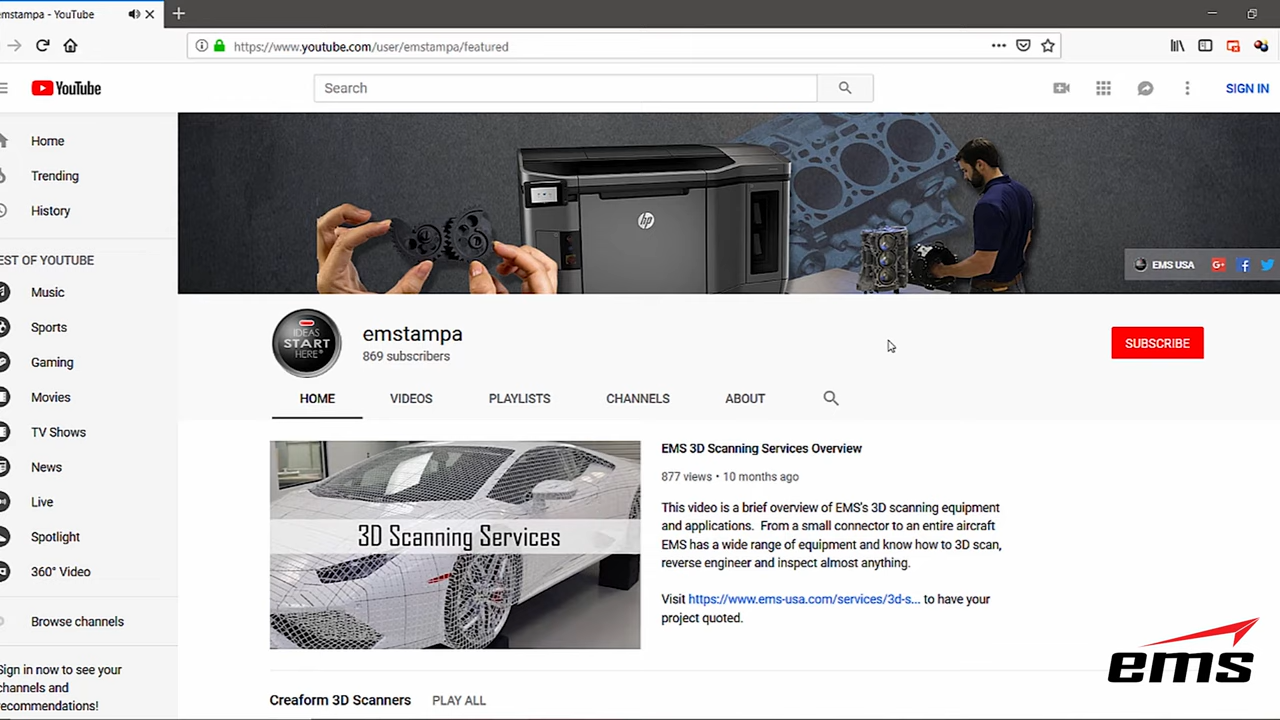 emstampa - YouTube
https://www.youtube.com/user/emstampa/featured
YouTube
Search
SIGN IN
Home
Trending
History
EST OF YOUTUBE
Music
Sports
Gaming
Movies
TV Shows
News
Live
Spotlight
360° Video
Browse channels
Sign in now to see your
channels and
recommendations!
hp
EMS USA
G+
IDEAS
START
HERE®
emstampa
869 subscribers
SUBSCRIBE
HOME
VIDEOS
PLAYLISTS
CHANNELS
ABOUT
3D Scanning Services
EMS 3D Scanning Services Overview
877 views • 10 months ago
This video is a brief overview of EMS's 3D scanning equipment
and applications. From a small connector to an entire aircraft
EMS has a wide range of equipment and know how to 3D scan,
reverse engineer and inspect almost anything.
Visit https://www.ems-usa.com/services/3d-s... to have your
project quoted.
Creaform 3D Scanners
PLAY ALL
ems